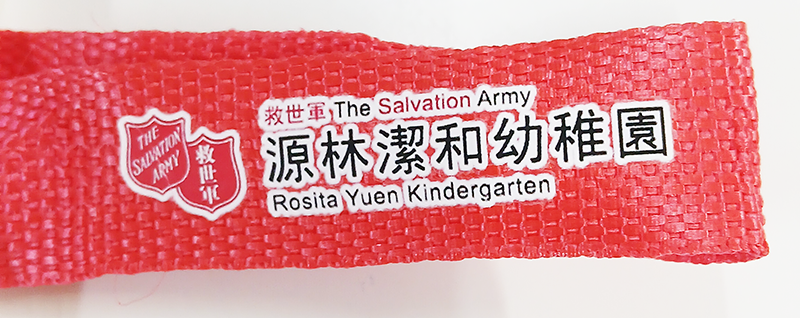 THE
SALVATION
ARMY
救世軍
救世軍 The Salvation Army
源林潔和幼稚園
Rosita Yuen Kindergarten